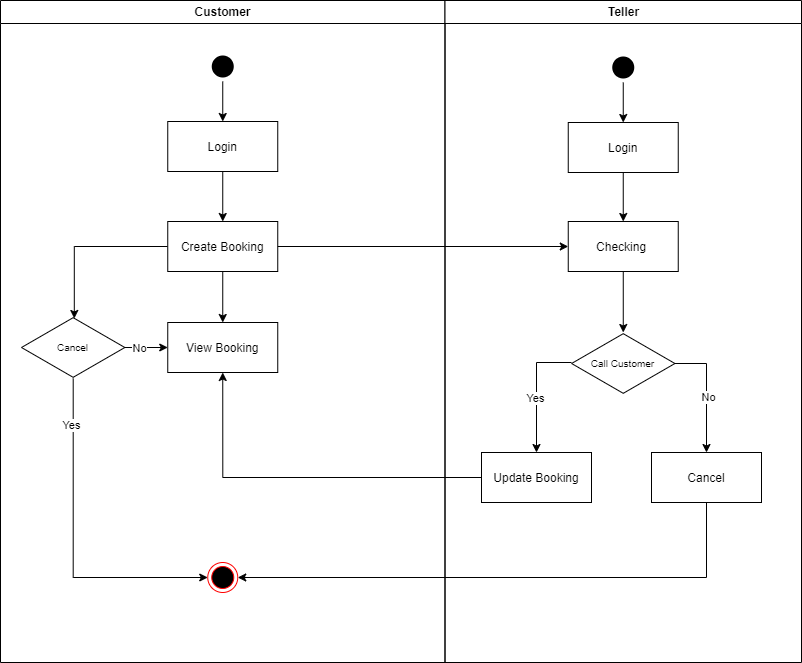 Customer
Teller
Login
Login
Create Booking
Checking
Cancel
No
View Booking
Call Customer
Yes
No
Yes
Update Booking
Cancel